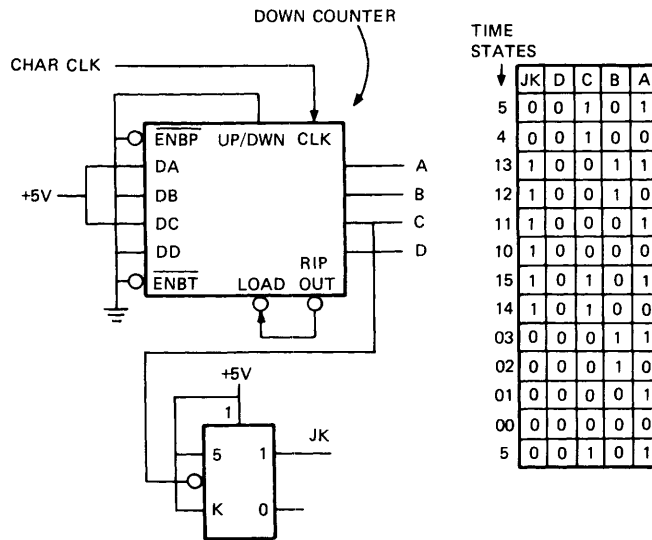 DOWN COUNTER
CHAR CLK
ENBP UP/DWN CLK
DA
DB
DC
DD
ENBT LOAD RIP OUT
+5V
A
B
C
D
+5V
1
5 1
K 0
JK
TIME STATES
JK D C B A
5 0 0 1 0 1
4 0 0 1 0 0
13 1 0 0 1 1
12 1 0 0 1 0
11 1 0 0 0 1
10 1 0 0 0 0
15 1 0 1 0 1
14 1 0 1 0 0
03 0 0 0 1 1
02 0 0 0 1 0
01 0 0 0 0 1
00 0 0 0 0 0
5 0 0 1 0 1